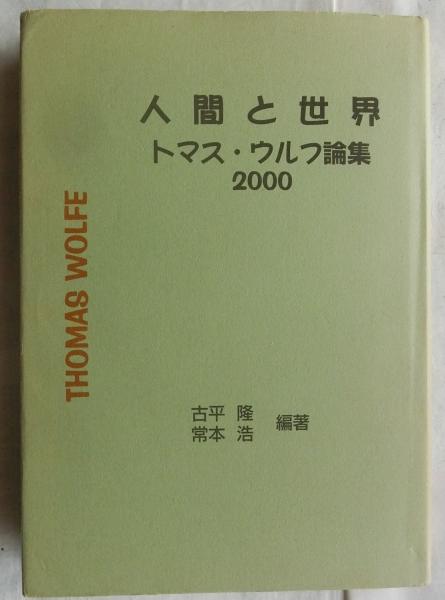 人間と世界
トマス・ウルフ論集
2000
THOMAS WOLFE
古平 隆
常本 浩
編著